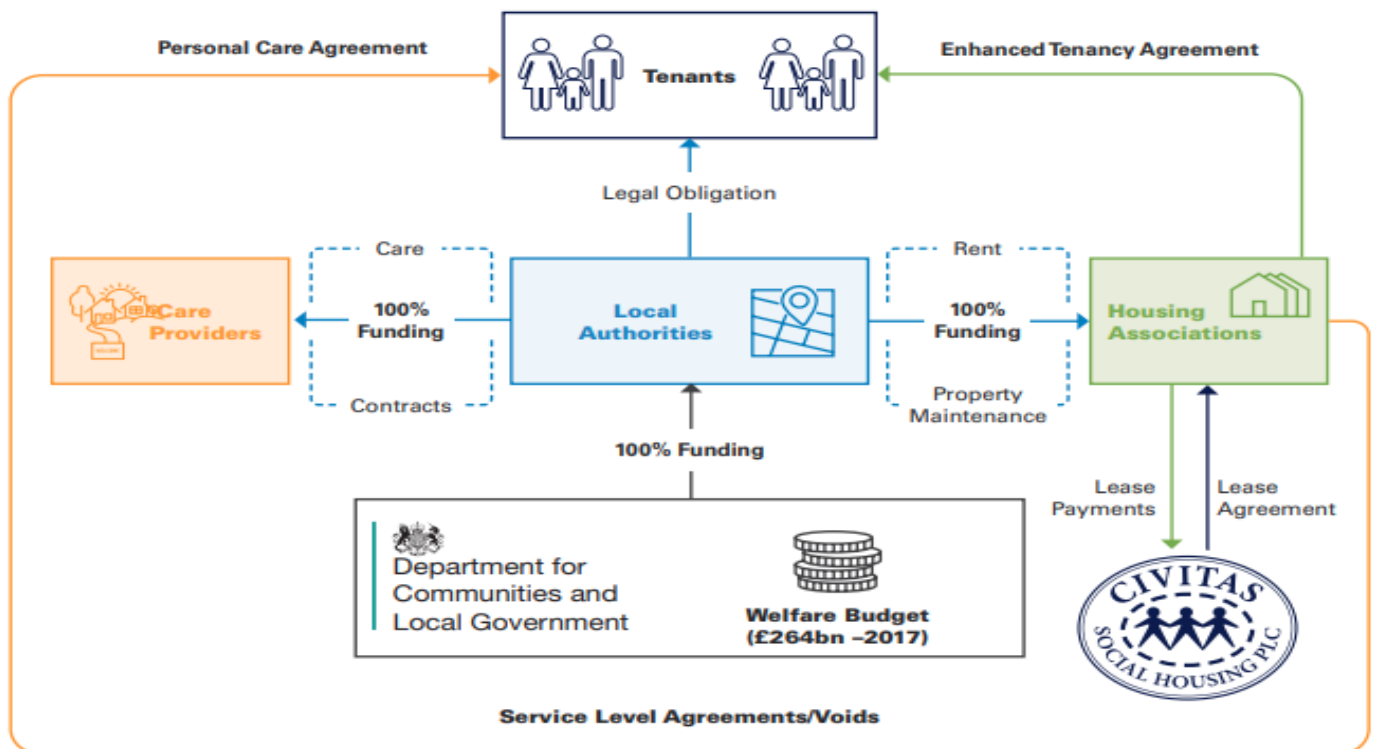 Personal Care Agreement
Enhanced Tenancy Agreement
Tenants
Legal Obligation
Care
100%
Funding
Contracts
Care
Providers
Local
Authorities
Rent
100%
Funding
Property
Maintenance
Housing
Associations
100% Funding
Department for
Communities and
Local Government
Welfare Budget
(£264bn –2017)
Lease
Payments
Lease
Agreement
CIVITAS
SOCIAL HOUSING PLC
Service Level Agreements/Voids